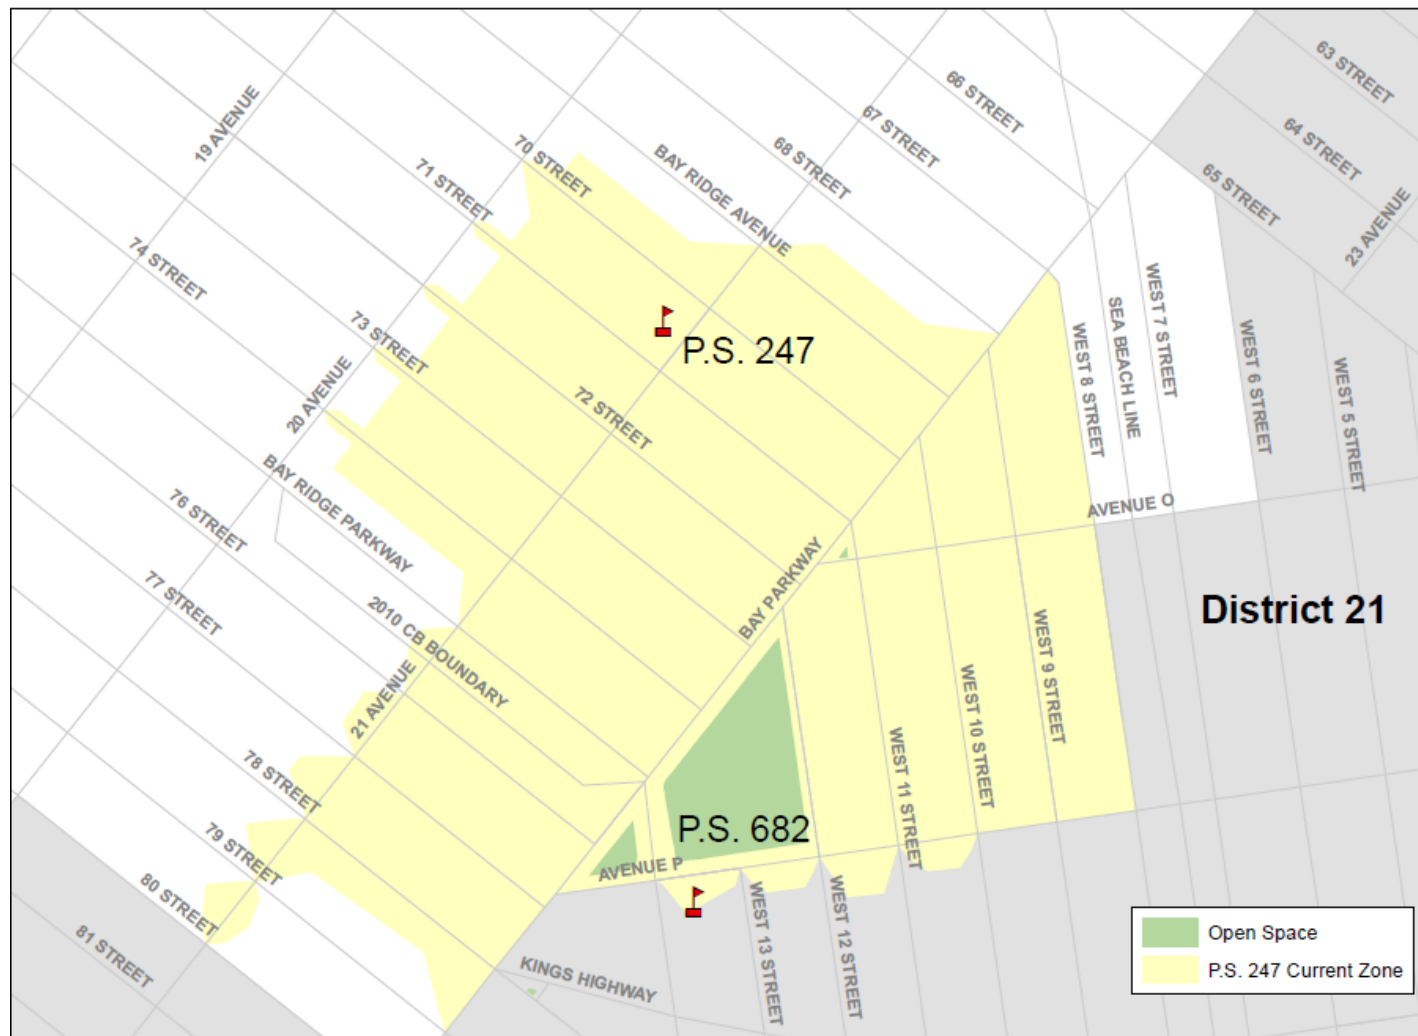 63 STREET
66 STREET
64 STREET
19 AVENUE
67 STREET
68 STREET
70 STREET
BAY RIDGE AVENUE
71 STREET
65 STREET
23 AVENUE
74 STREET
73 STREET
P.S. 247
WEST 7 STREET
SEA BEACH LINE
WEST 8 STREET
WEST 6 STREET
WEST 5 STREET
20 AVENUE
72 STREET
BAY RIDGE PARKWAY
76 STREET
AVENUE O
77 STREET
BAY PARKWAY
2010 CB BOUNDARY
District 21
21 AVENUE
WEST 9 STREET
WEST 10 STREET
WEST 11 STREET
78 STREET
79 STREET
P.S. 682
AVENUE P
80 STREET
81 STREET
WEST 13 STREET
WEST 12 STREET
KINGS HIGHWAY
Open Space
P.S. 247 Current Zone